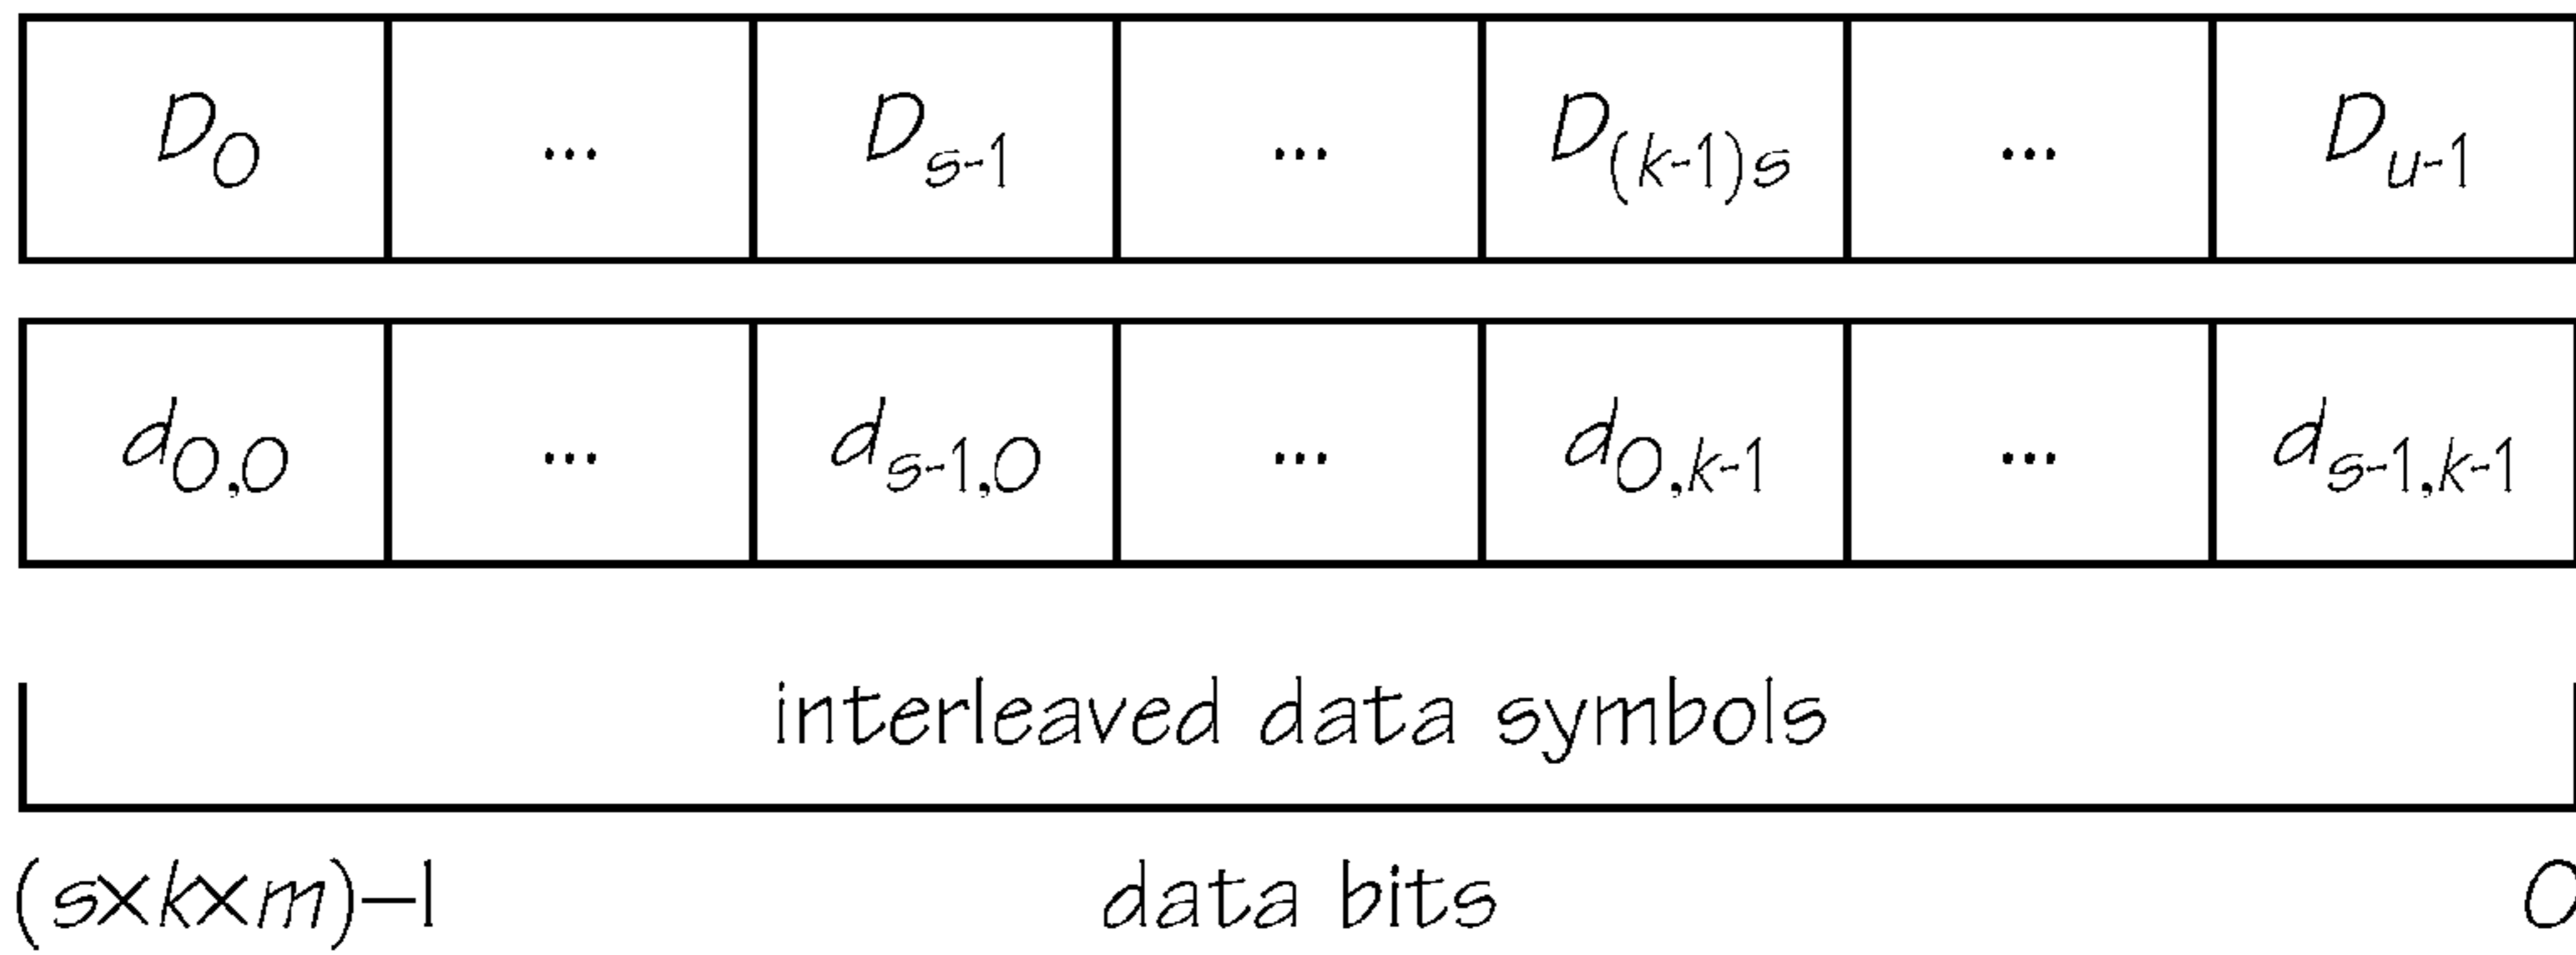 D₀ ... Dₛ₋₁ ... D₍ₖ₋₁₎ₛ ... Dᵤ₋₁
d₀,₀ ... dₛ₋₁,₀ ... d₀,ₖ₋₁ ... dₛ₋₁,ₖ₋₁
interleaved data symbols
(s×k×m)–1 data bits 0